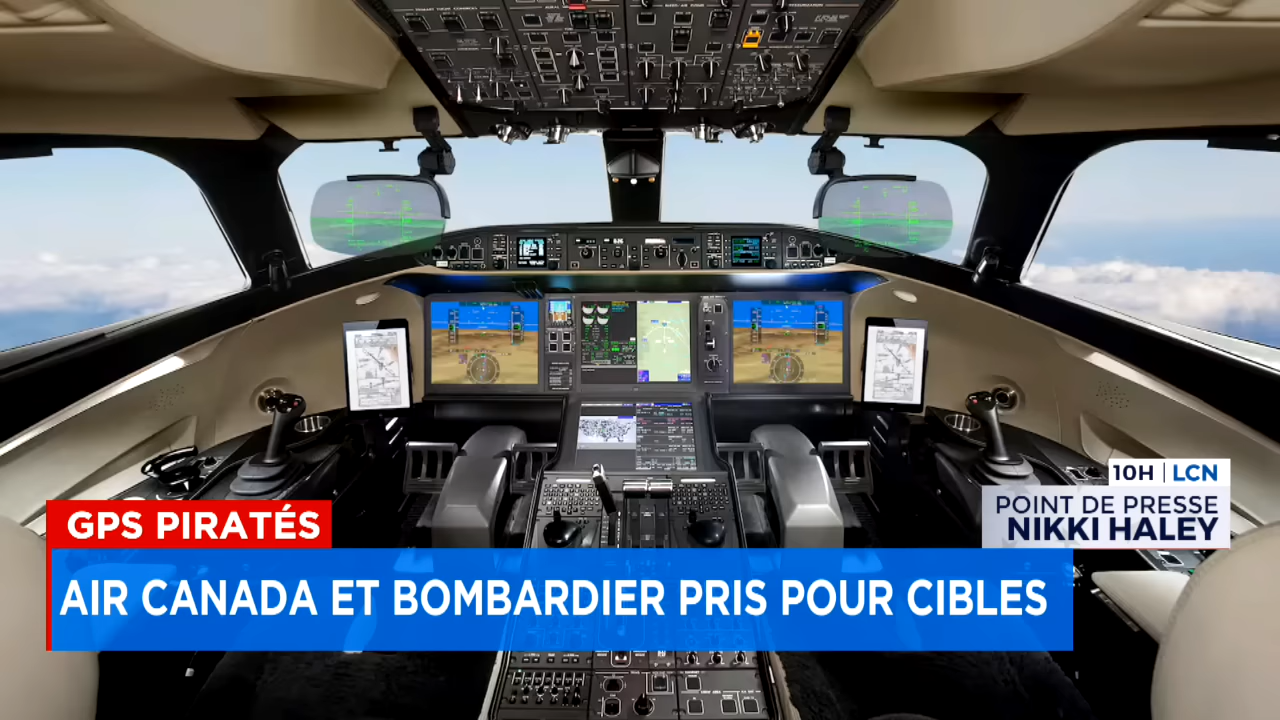 10H | LCN
POINT DE PRESSE
NIKKI HALEY
GPS PIRATÉS
AIR CANADA ET BOMBARDIER PRIS POUR CIBLES